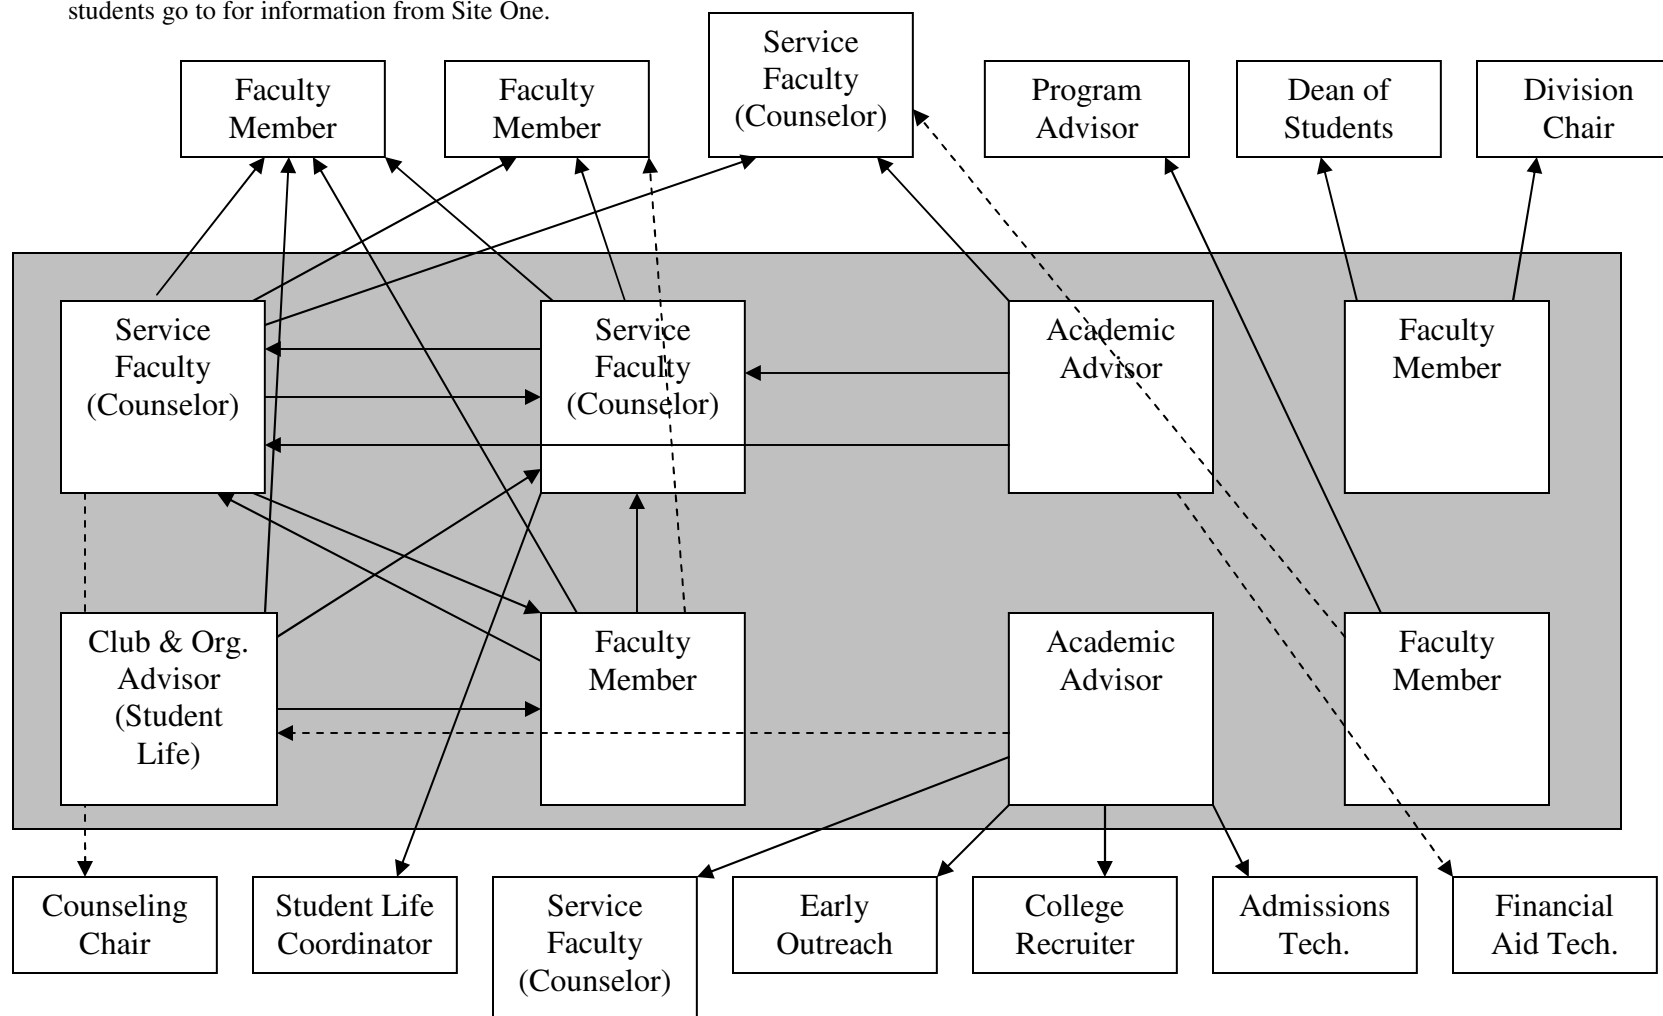 students go to for information from Site One.
Service
Faculty
(Counselor)
Faculty
Member
Faculty
Member
Program
Advisor
Dean of
Students
Division
Chair
Service
Faculty
(Counselor)
Service
Faculty
(Counselor)
Academic
Advisor
Faculty
Member
Club & Org.
Advisor
(Student
Life)
Faculty
Member
Academic
Advisor
Faculty
Member
Counseling
Chair
Student Life
Coordinator
Service
Faculty
(Counselor)
Early
Outreach
College
Recruiter
Admissions
Tech.
Financial
Aid Tech.